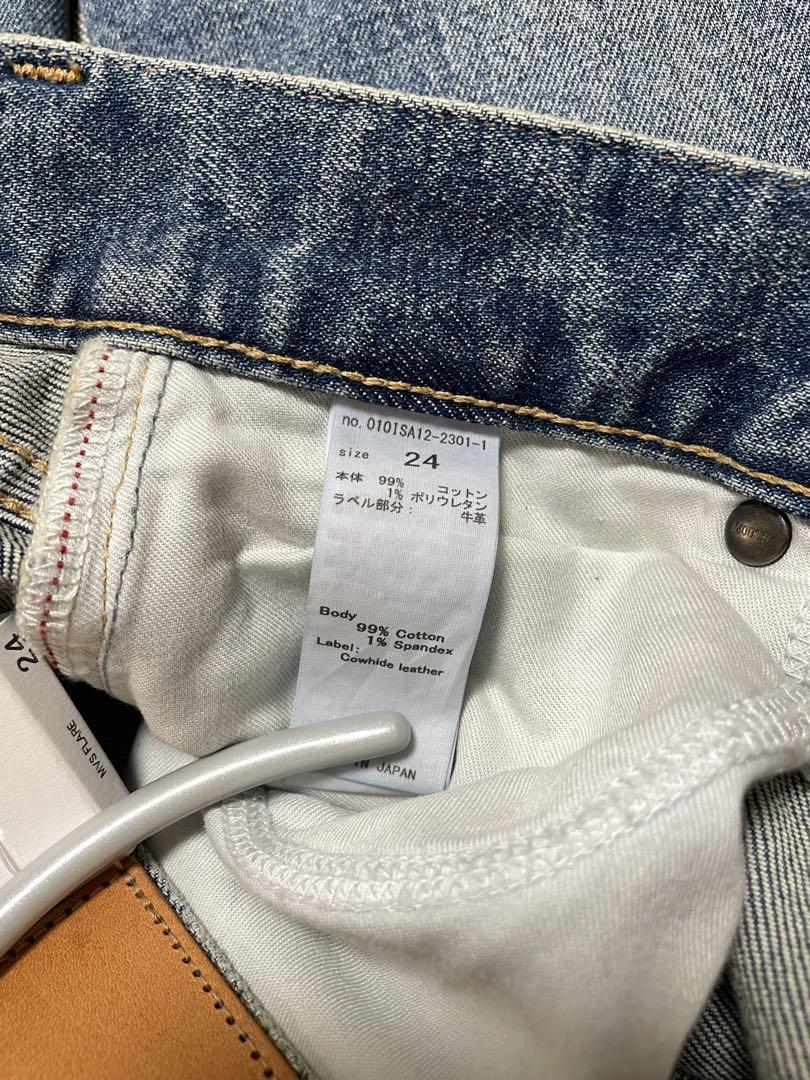 no. 010ISA12-2301-1
size 24
本体 99% コットン
1% ポリウレタン
ラベル部分: 牛革
Body
99% Cotton
1% Spandex
Label:
Cowhide leather
IN JAPAN
24
MVS FLARE